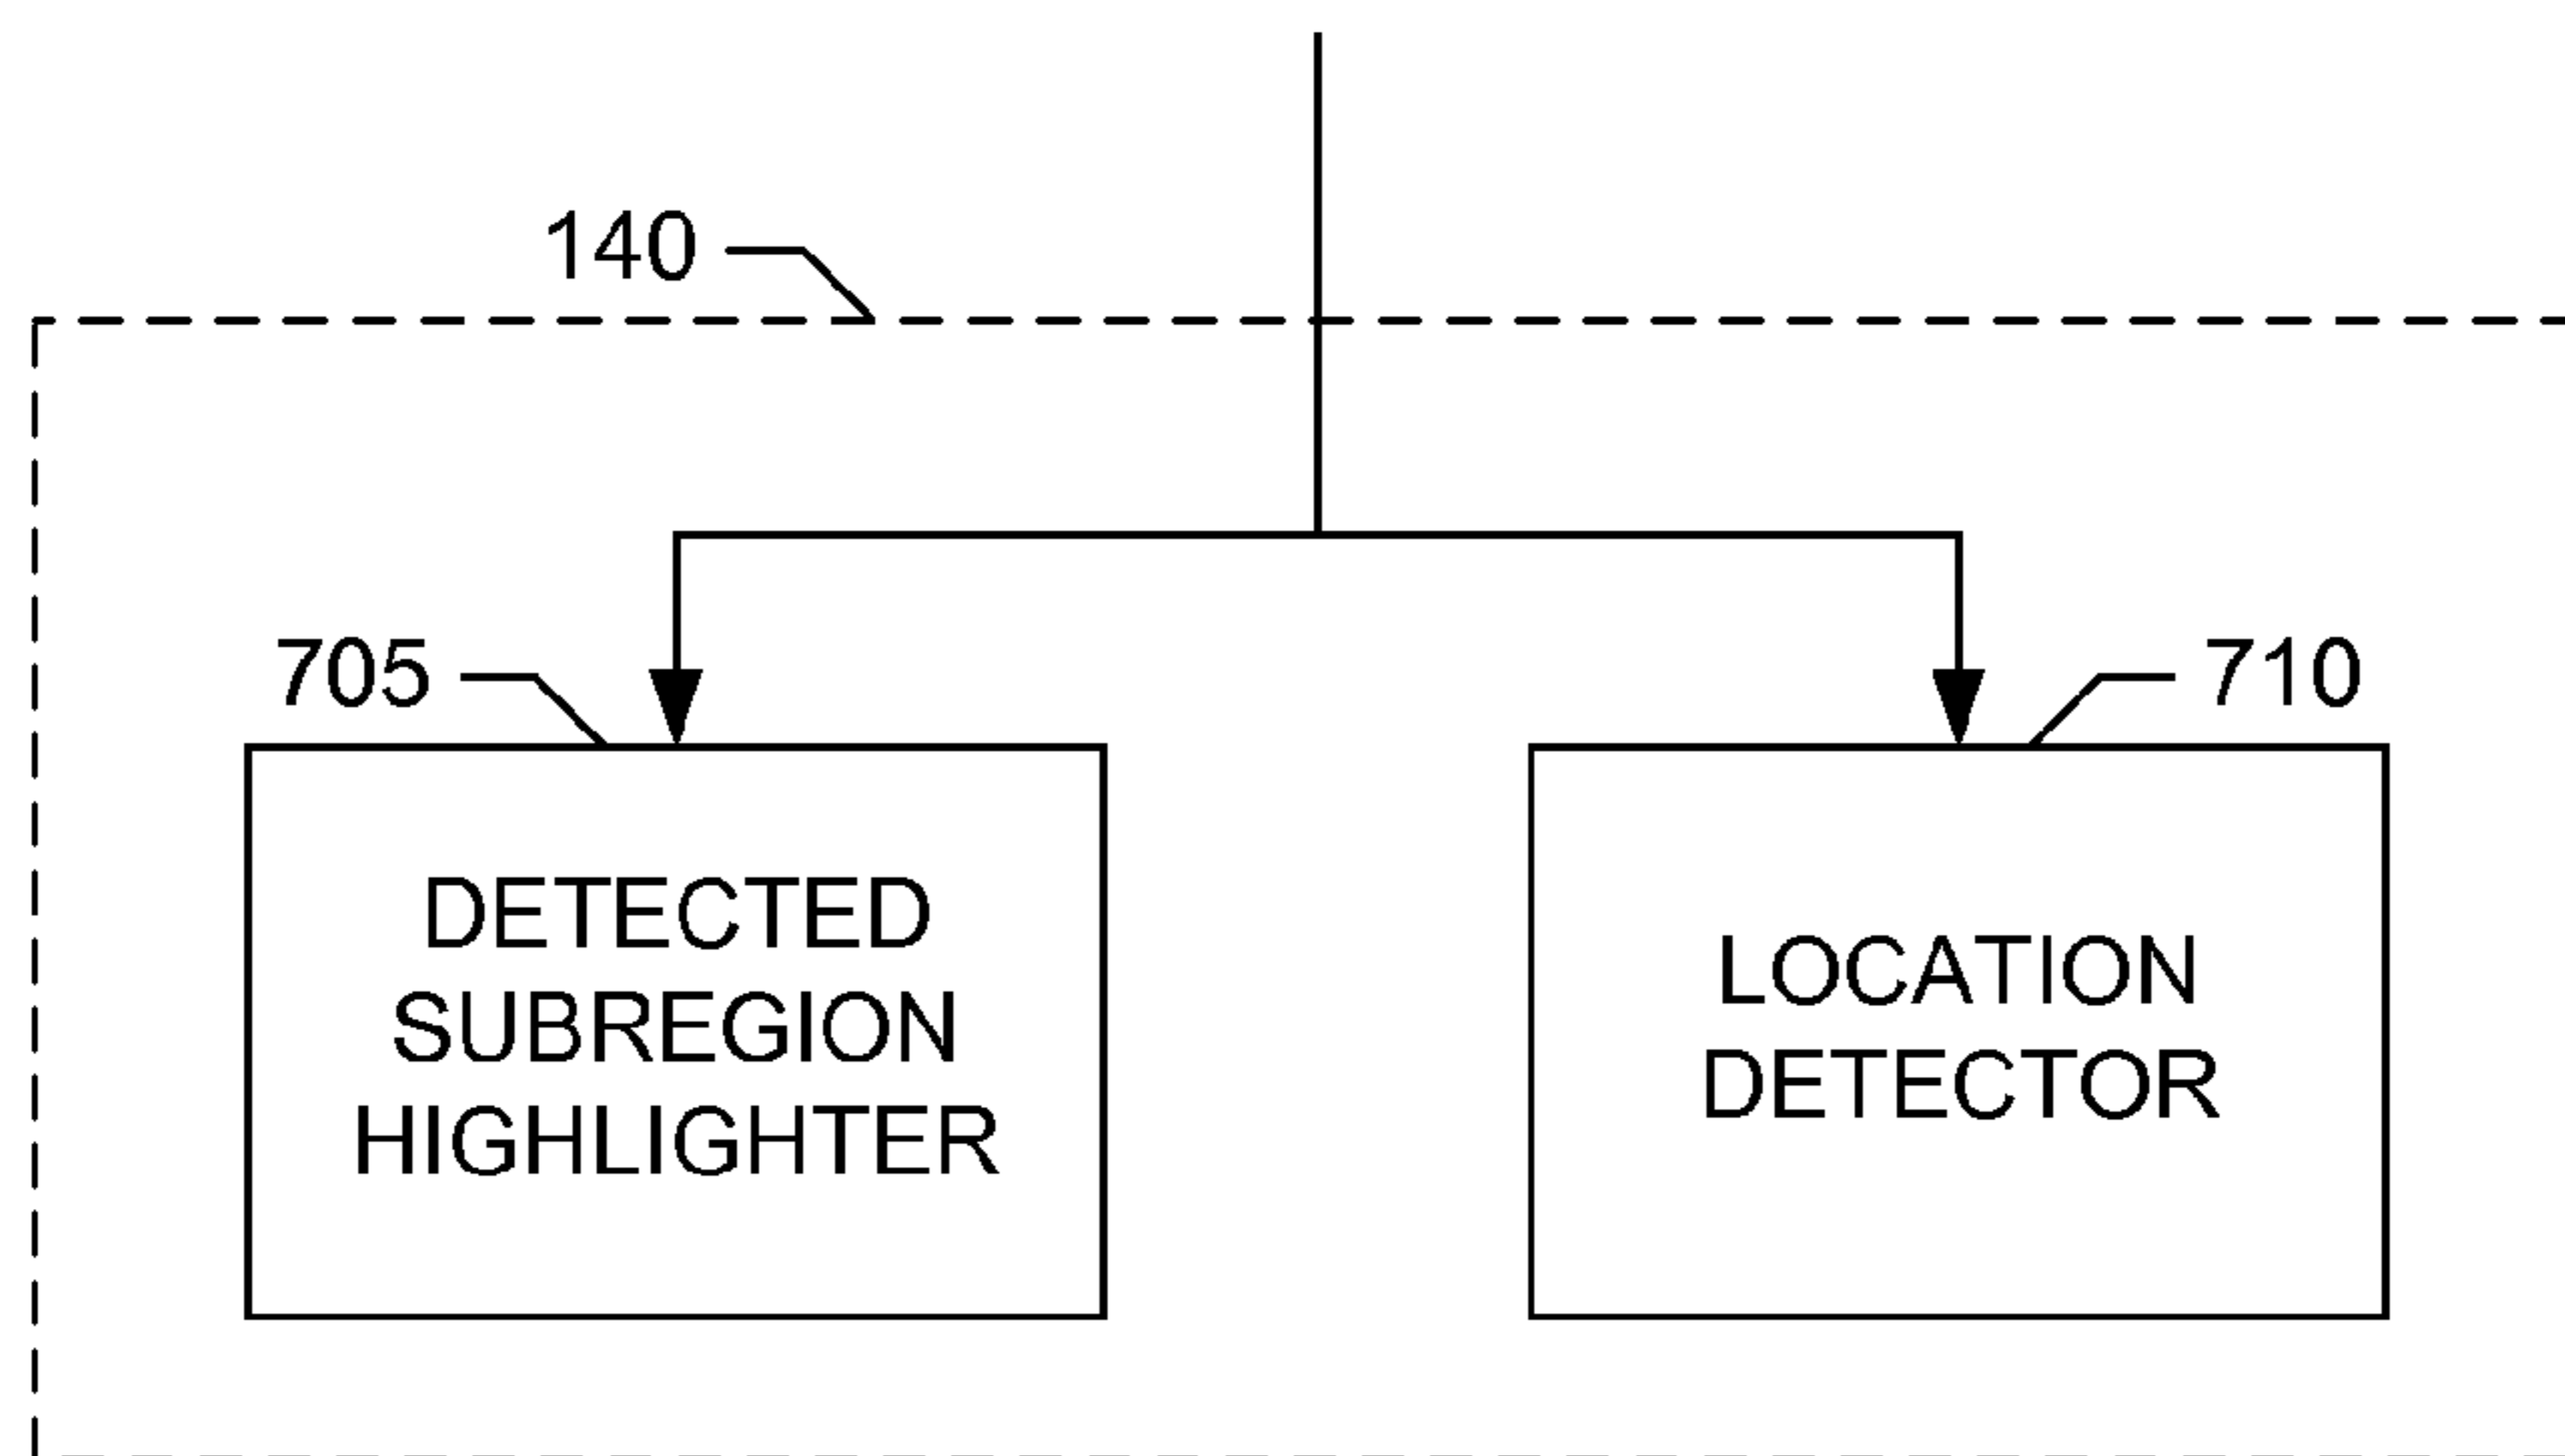 140
705
710
DETECTED
SUBREGION
HIGHLIGHTER
LOCATION
DETECTOR